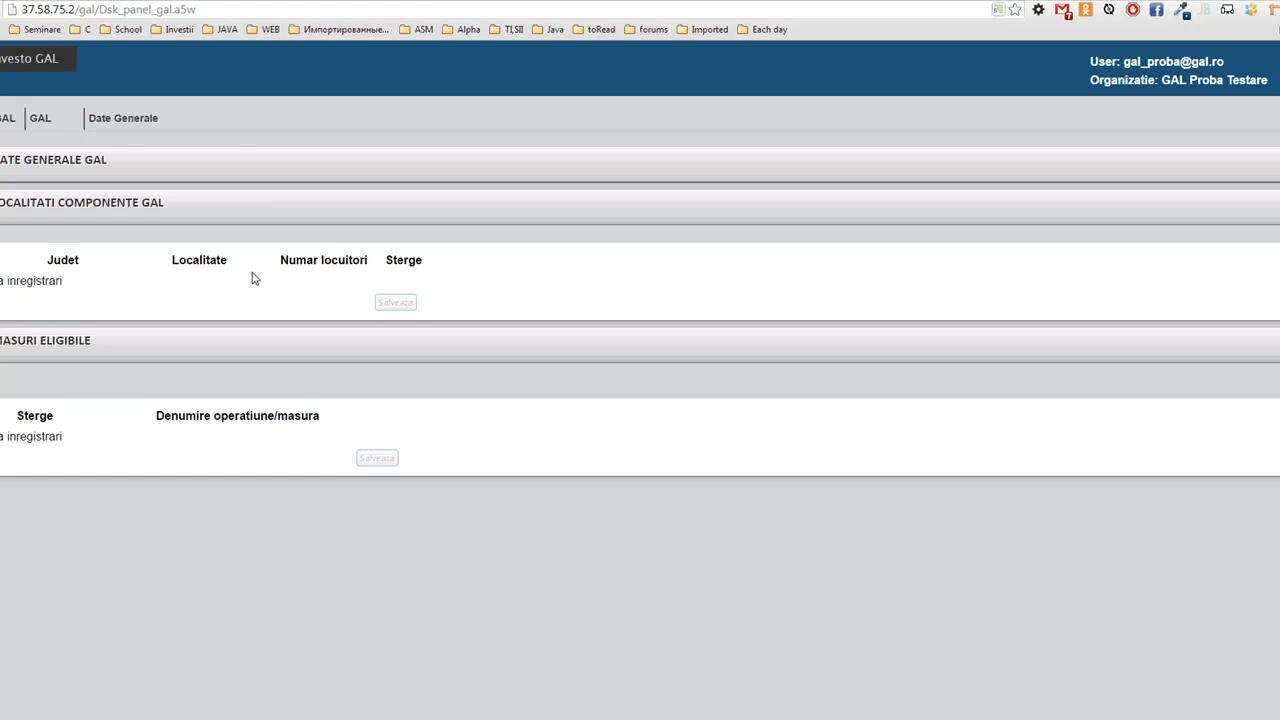 37.58.75.2/gal/Dsk_panel_gal.a5w
Seminare C School Investii JAVA WEB Импортированные... ASM Alpha TI,SII Java toRead forums Imported Each day
vesto GAL
User: gal_proba@gal.ro
Organizatie: GAL Proba Testare
GAL GAL Date Generale
ATE GENERALE GAL
OCALITATI COMPONENTE GAL
Judet Localitate Numar locuitori Sterge
a inregistrari
Salveaza
MASURI ELIGIBILE
Sterge Denumire operatiune/masura
a inregistrari
Salveaza